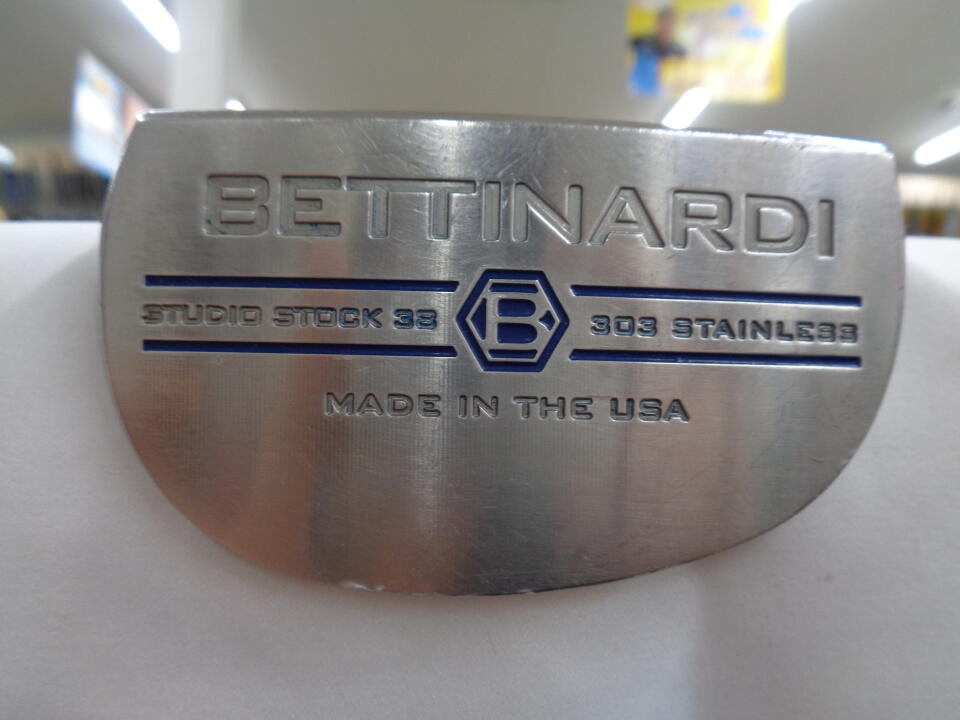 BETTINARDI
STUDIO STOCK 38 B 303 STAINLESS
MADE IN THE USA